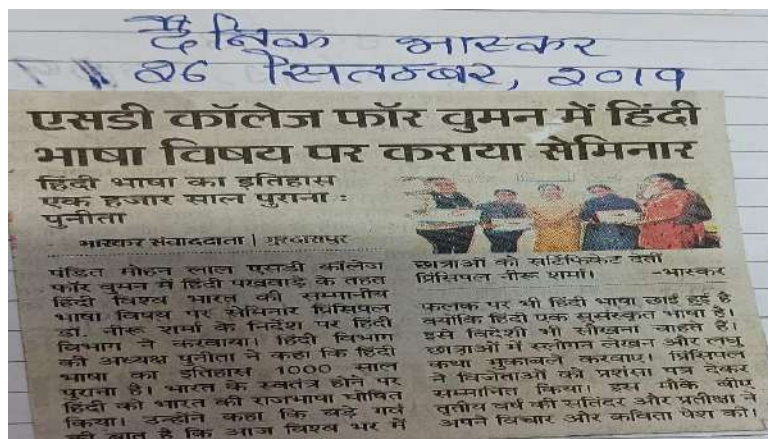 दैनिक भास्कर
26 सितम्बर, 2019
एसडी कॉलेज फॉर वुमन में हिंदी
भाषा विषय पर कराया सेमिनार
हिंदी भाषा का इतिहास
एक हजार साल पुराना :
पुनीता
भास्कर संवाददाता | गुरदासपुर
पंडित मोहन लाल एसडी कॉलेज
फॉर वुमन में हिंदी पखवाड़े के तहत
हिंदी विश्व भारत की सम्मानीय
भाषा विषय पर सेमिनार प्रिंसिपल
डॉ. नीरू शर्मा के निर्देश पर हिंदी
विभाग ने करवाया। हिंदी विभाग
की अध्यक्ष पुनीता ने कहा कि हिंदी
भाषा का इतिहास 1000 साल
पुराना है। भारत के स्वतंत्र होने पर
हिंदी को भारत की राजभाषा घोषित
किया। उन्होंने कहा कि बड़े गर्व
की बात है कि आज विश्व भर में
छात्राओं को सर्टिफिकेट देतीं
प्रिंसिपल नीरू शर्मा। -भास्कर
फलक पर भी हिंदी भाषा छाई हुई है
क्योंकि हिंदी एक सुसंस्कृत भाषा है।
इसे विदेशी भी सीखना चाहते हैं।
छात्राओं में स्लोगन लेखन और लघु
कथा मुकाबले करवाए। प्रिंसिपल
ने विजेताओं को प्रशंसा पत्र देकर
सम्मानित किया। इस मौके बीए
तृतीय वर्ष की सतिंदर और प्रतीक्षा ने
अपने विचार और कविता पेश की।